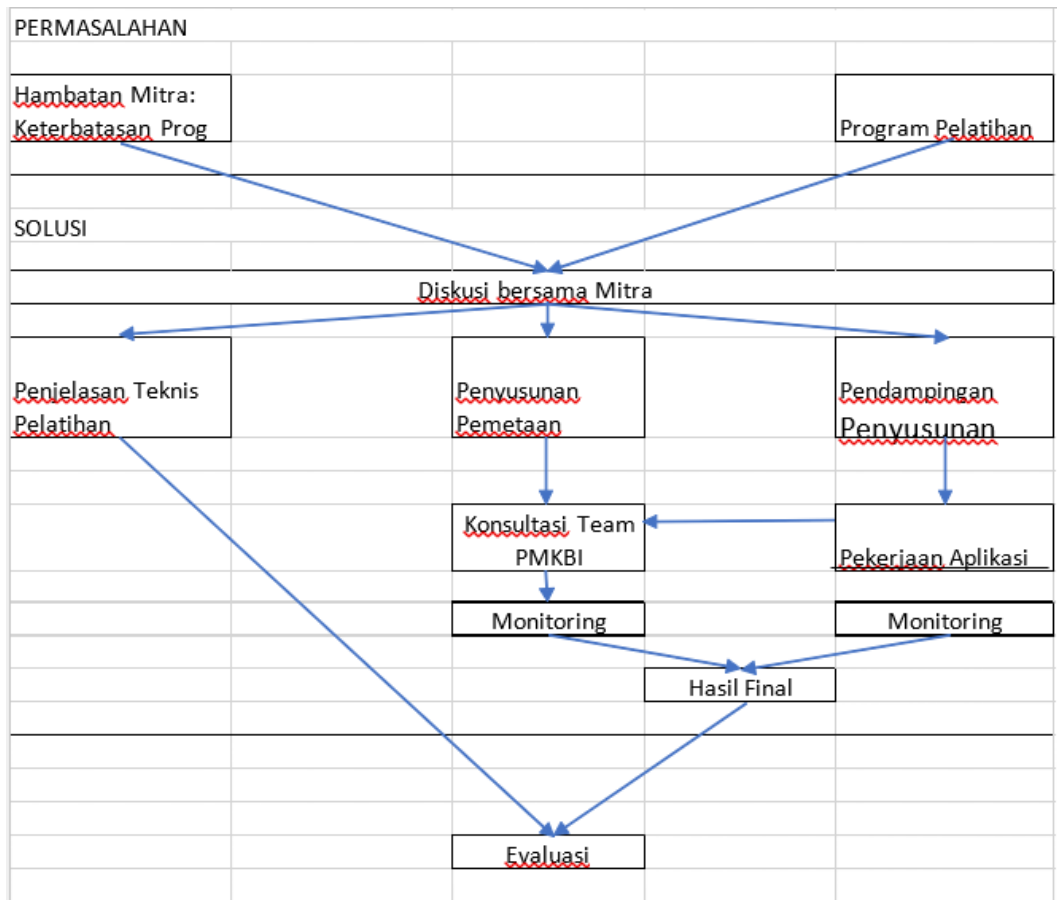 PERMASALAHAN
Hambatan Mitra:
Keterbatasan Prog
Program Pelatihan
SOLUSI
Diskusi bersama Mitra
Penjelasan Teknis
Pelatihan
Penyusunan
Pemetaan
Pendampingan
Penyusunan
Konsultasi Team
PMKBI
Pekerjaan Aplikasi
Monitoring
Monitoring
Hasil Final
Evaluasi